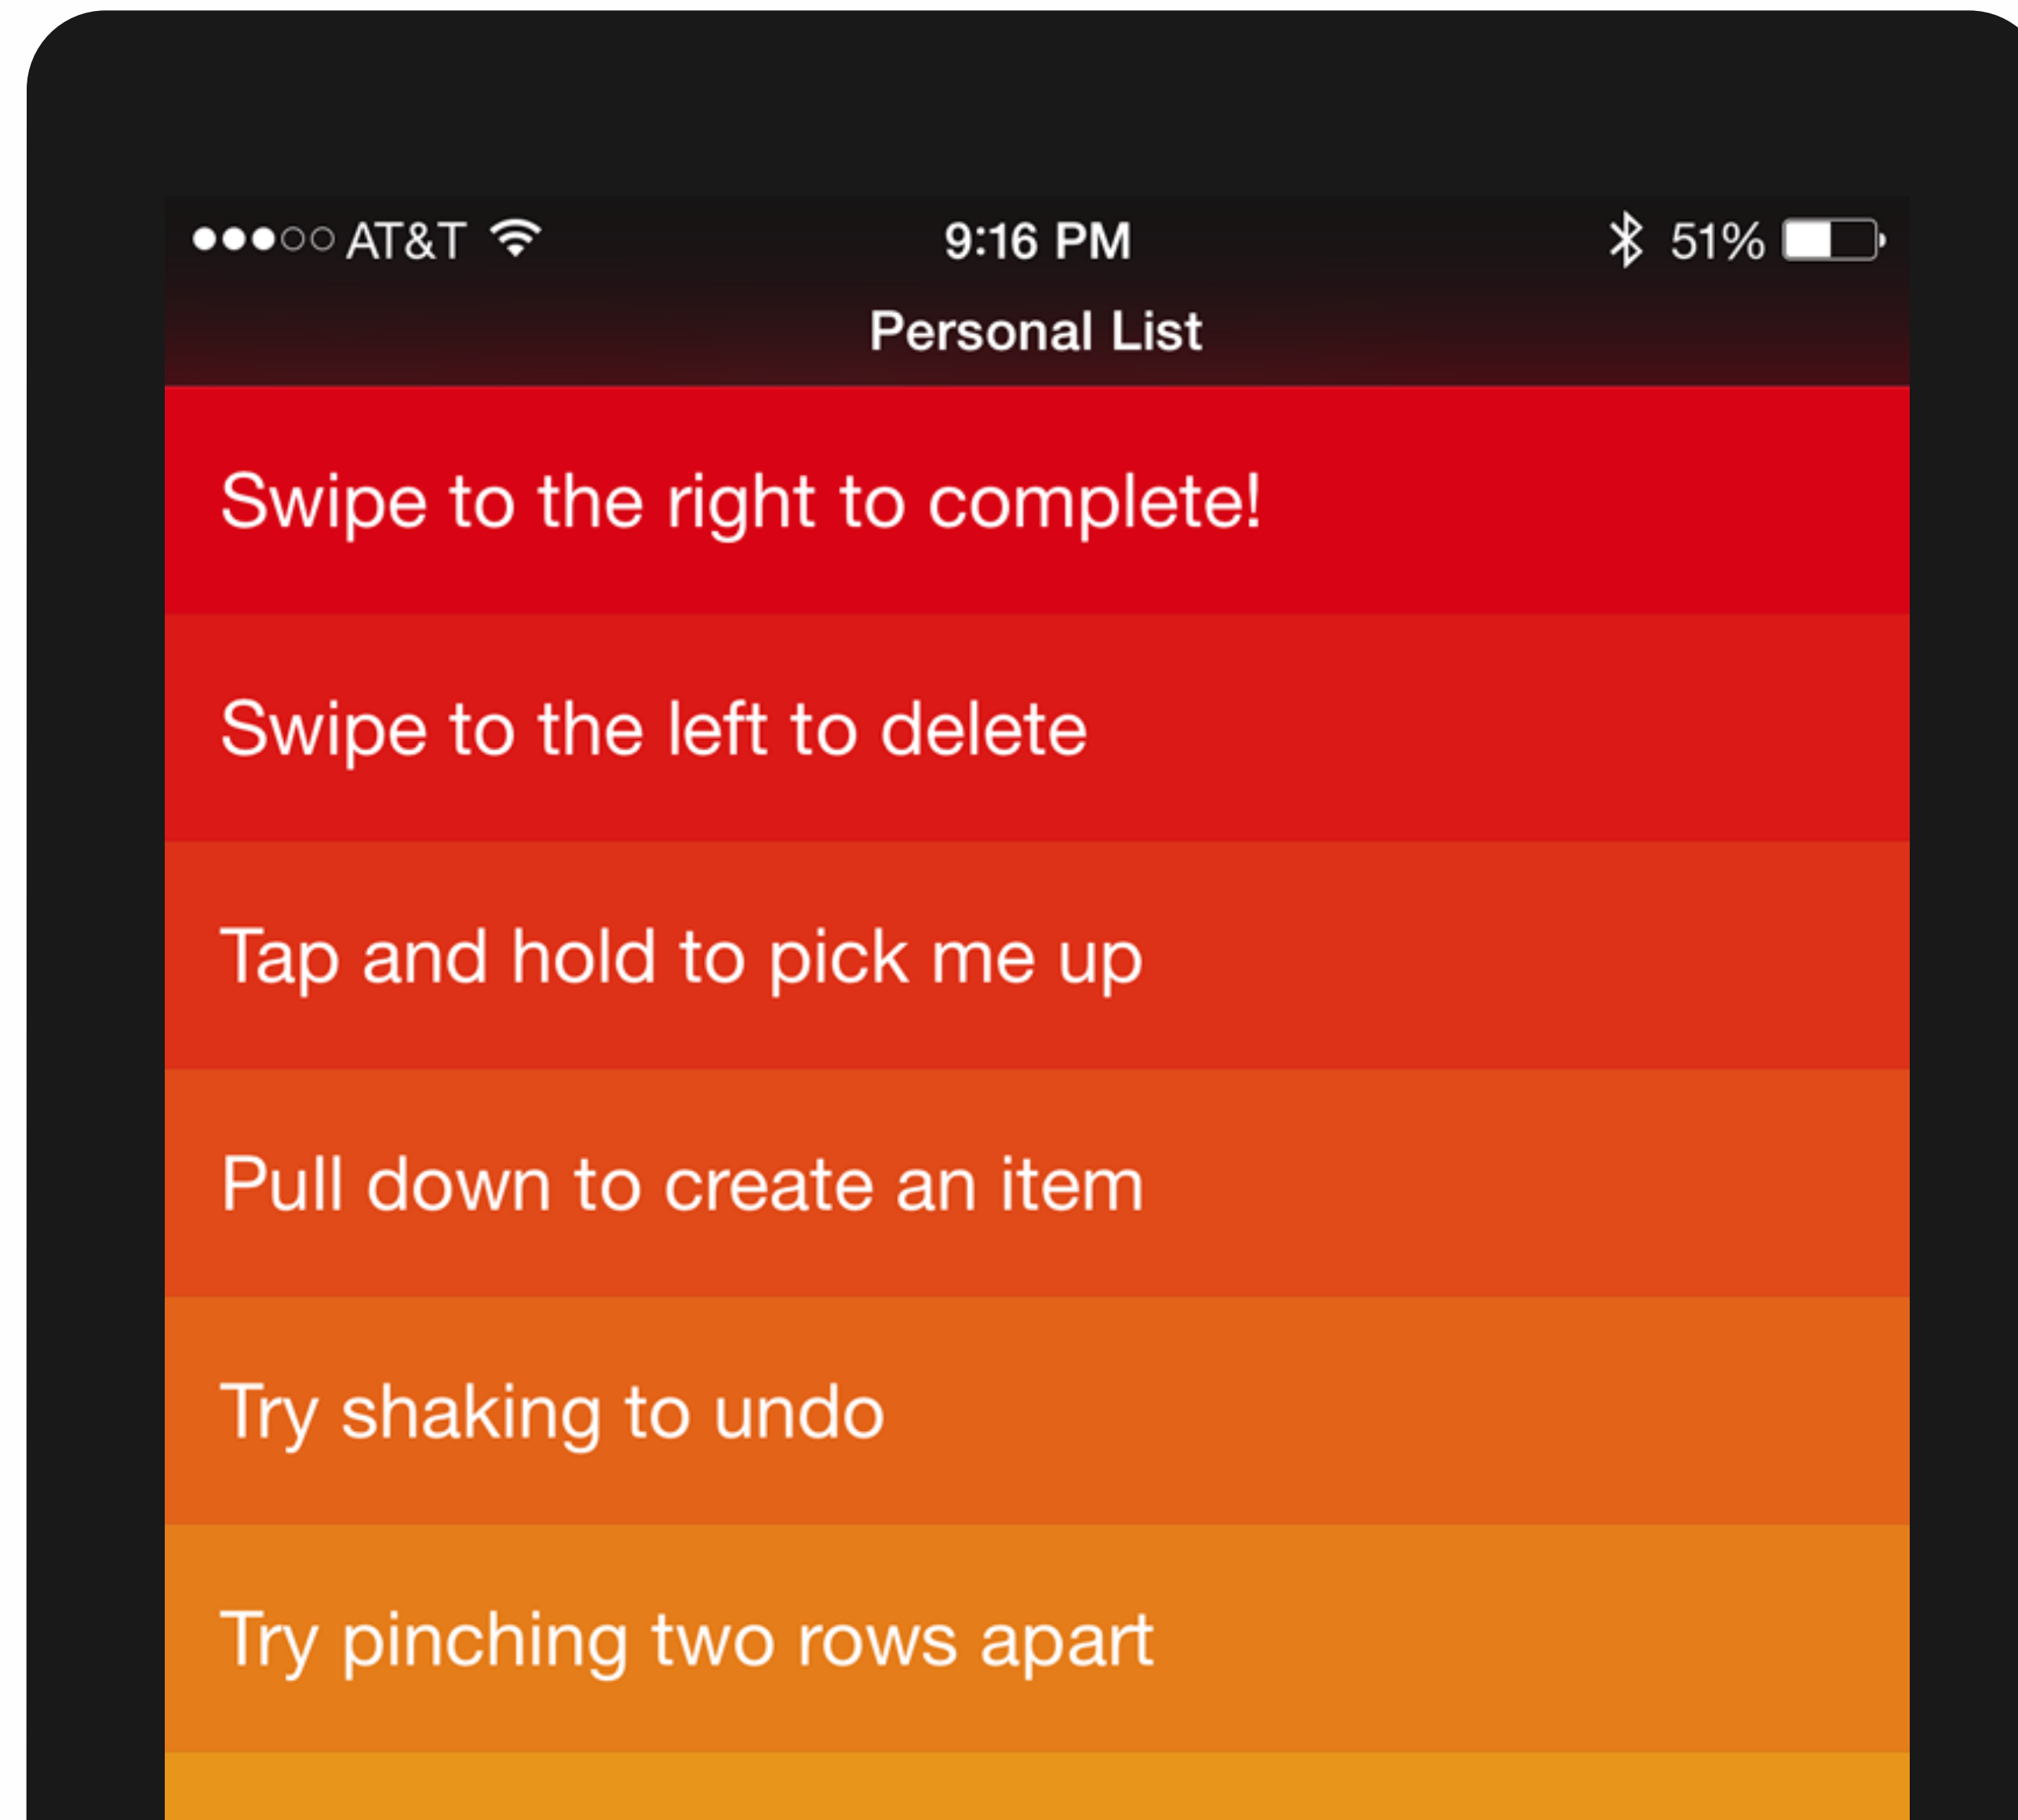 AT&T 9:16 PM 51%
Personal List
Swipe to the right to complete!
Swipe to the left to delete
Tap and hold to pick me up
Pull down to create an item
Try shaking to undo
Try pinching two rows apart